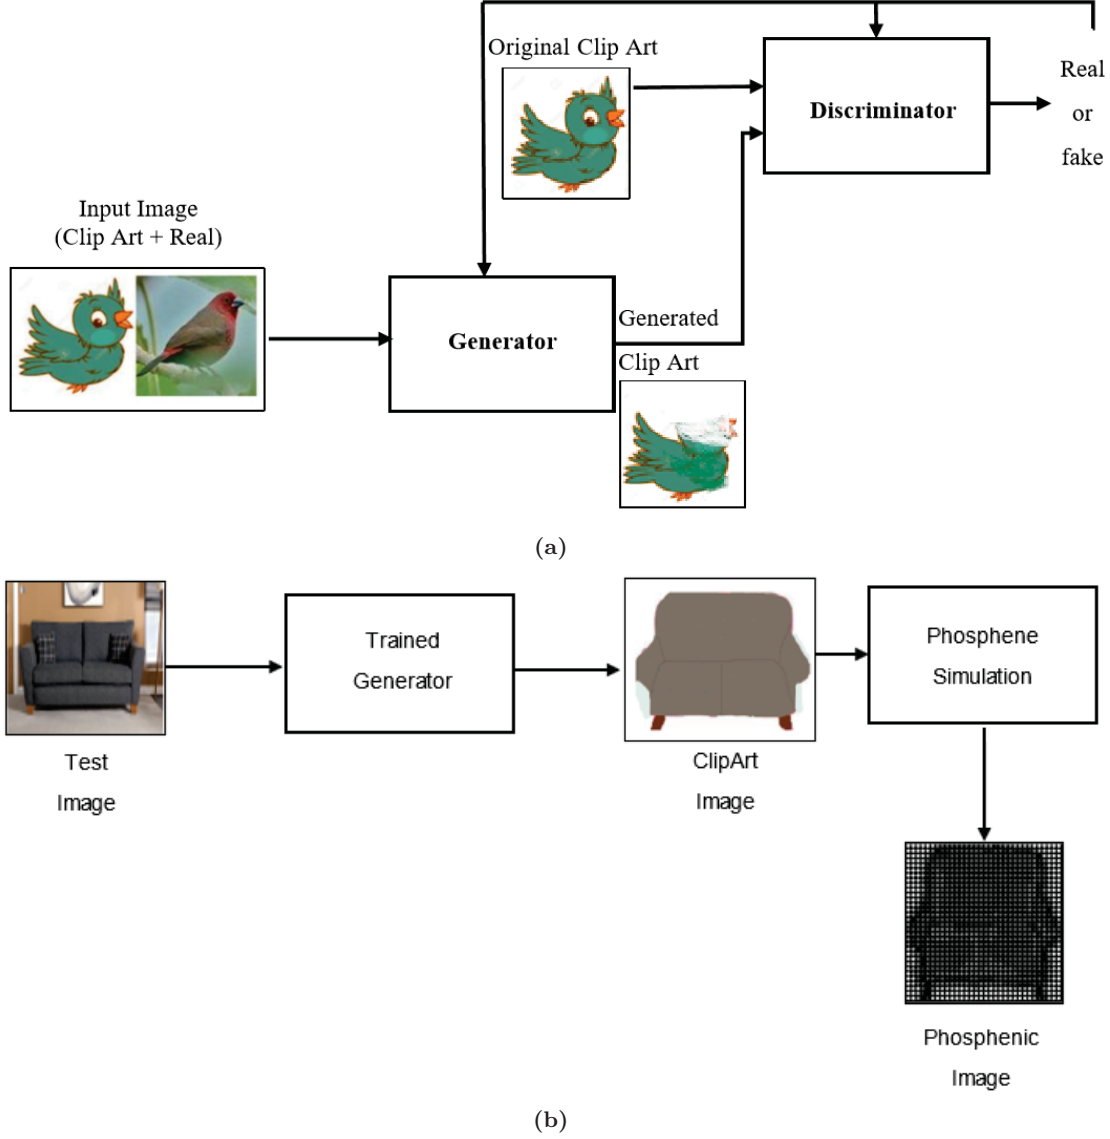 Original Clip Art
Discriminator
Real
or
fake
Input Image
(Clip Art + Real)
Generator
Generated
Clip Art
(a)
Trained
Generator
Phosphene
Simulation
Test
Image
ClipArt
Image
Phosphenic
Image
(b)